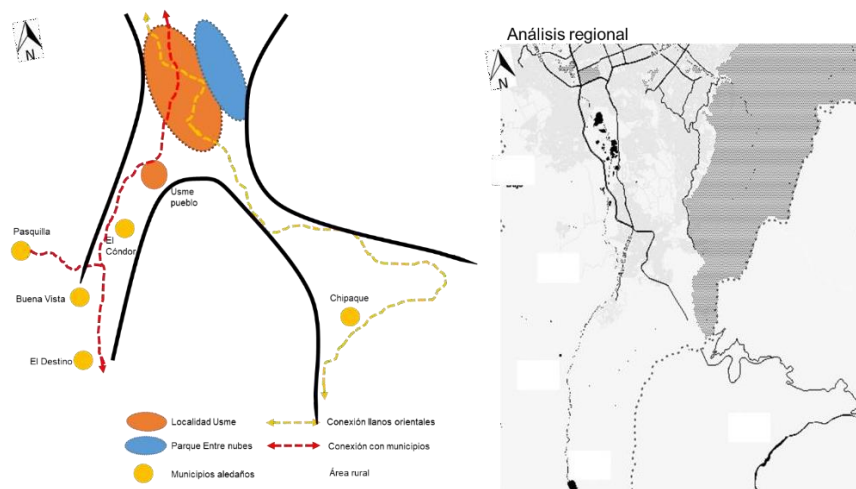 Análisis regional
N
N
Usme
pueblo
Pasquilla
El
Cóndor
Buena Vista
Chipaque
El Destino
Localidad Usme
Conexión llanos orientales
Parque Entre nubes
Conexión con municipios
Municipios aledaños
Área rural